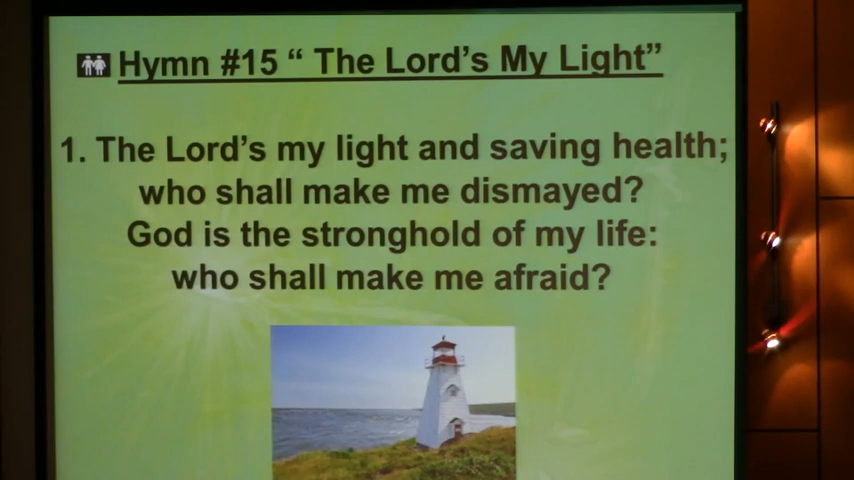 Hymn #15 “ The Lord’s My Light”
1. The Lord’s my light and saving health;
who shall make me dismayed?
God is the stronghold of my life:
who shall make me afraid?